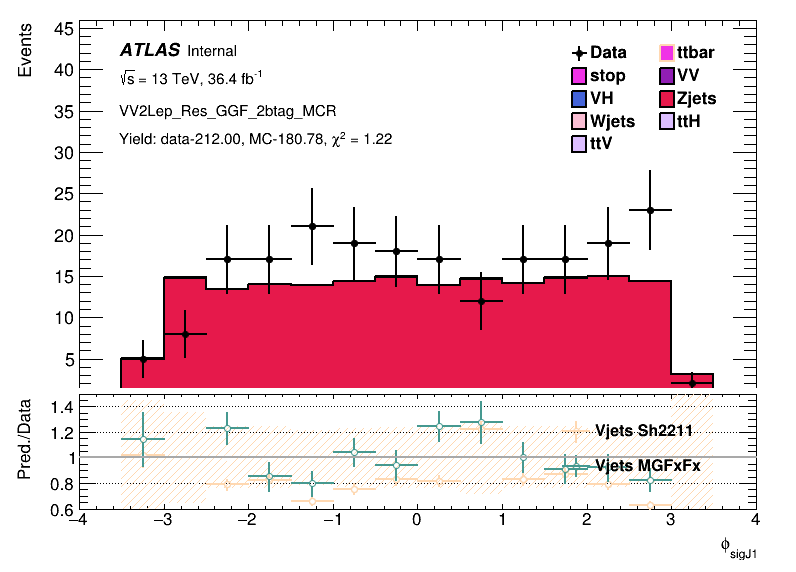 Events
45
40
35
30
25
20
15
10
5
ATLAS Internal
√s = 13 TeV, 36.4 fb⁻¹
VV2Lep_Res_GGF_2btag_MCR
Yield: data-212.00, MC-180.78, χ² = 1.22
Data ttbar
stop VV
VH Zjets
Wjets ttH
ttV
Pred./Data
1.4
1.2
1
0.8
0.6
Vjets Sh2211
Vjets MGFxFx
−4 −3 −2 −1 0 1 2 3 4
ϕsigJ1